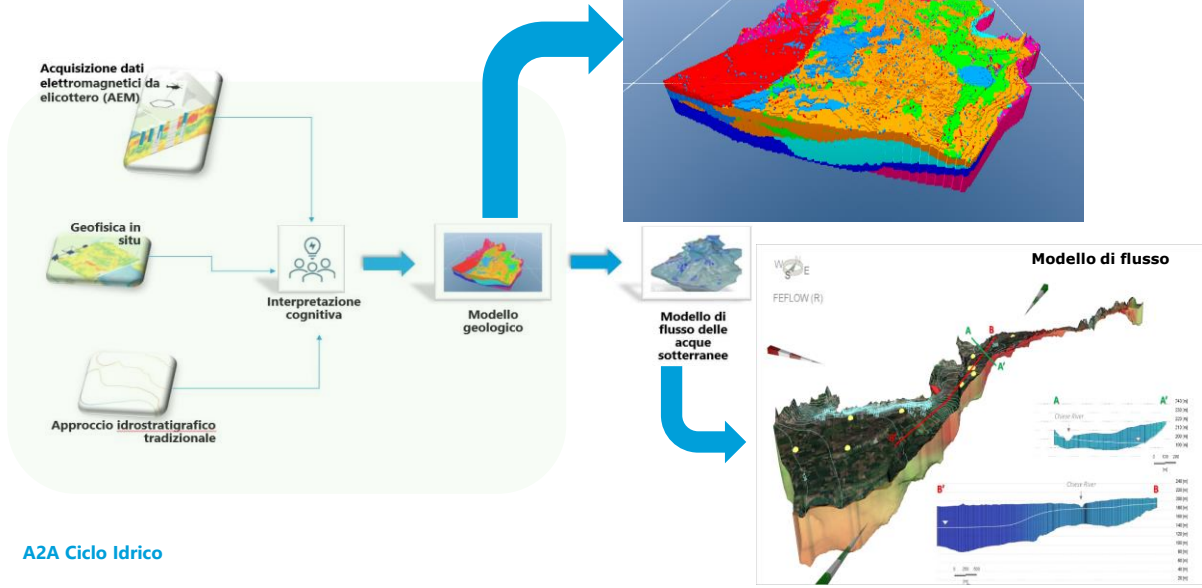 Acquisizione dati
elettromagnetici da
elicottero (AEM)
Geofisica in
situ
Interpretazione
cognitiva
Approccio idrostratigrafico
tradizionale
Modello
geologico
Modello di
flusso delle
acque
sotterranee
Modello di flusso
W
S
E
FEFLOW (R)
A
B
A'
A
A'
Chiese River
B'
B
Chiese River
A2A Ciclo Idrico